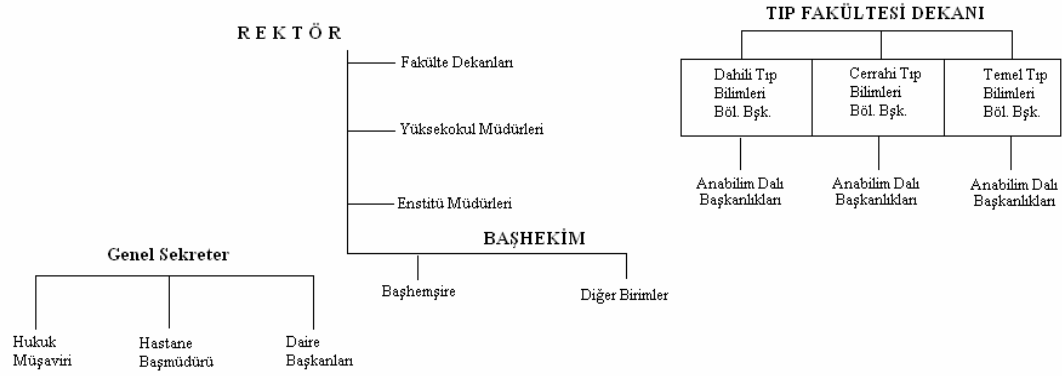 R E K T Ö R
Fakülte Dekanları
Yüksekokul Müdürleri
Enstitü Müdürleri
BAŞHEKİM
Başhemşire
Diğer Birimler
Genel Sekreter
Hukuk
Müşaviri
Hastane
Başmüdürü
Daire
Başkanları
TIP FAKÜLTESİ DEKANI
Dahili Tıp
Bilimleri
Böl. Bşk.
Cerrahi Tıp
Bilimleri
Böl. Bşk.
Temel Tıp
Bilimleri
Böl. Bşk.
Anabilim Dalı
Başkanlıkları
Anabilim Dalı
Başkanlıkları
Anabilim Dalı
Başkanlıkları